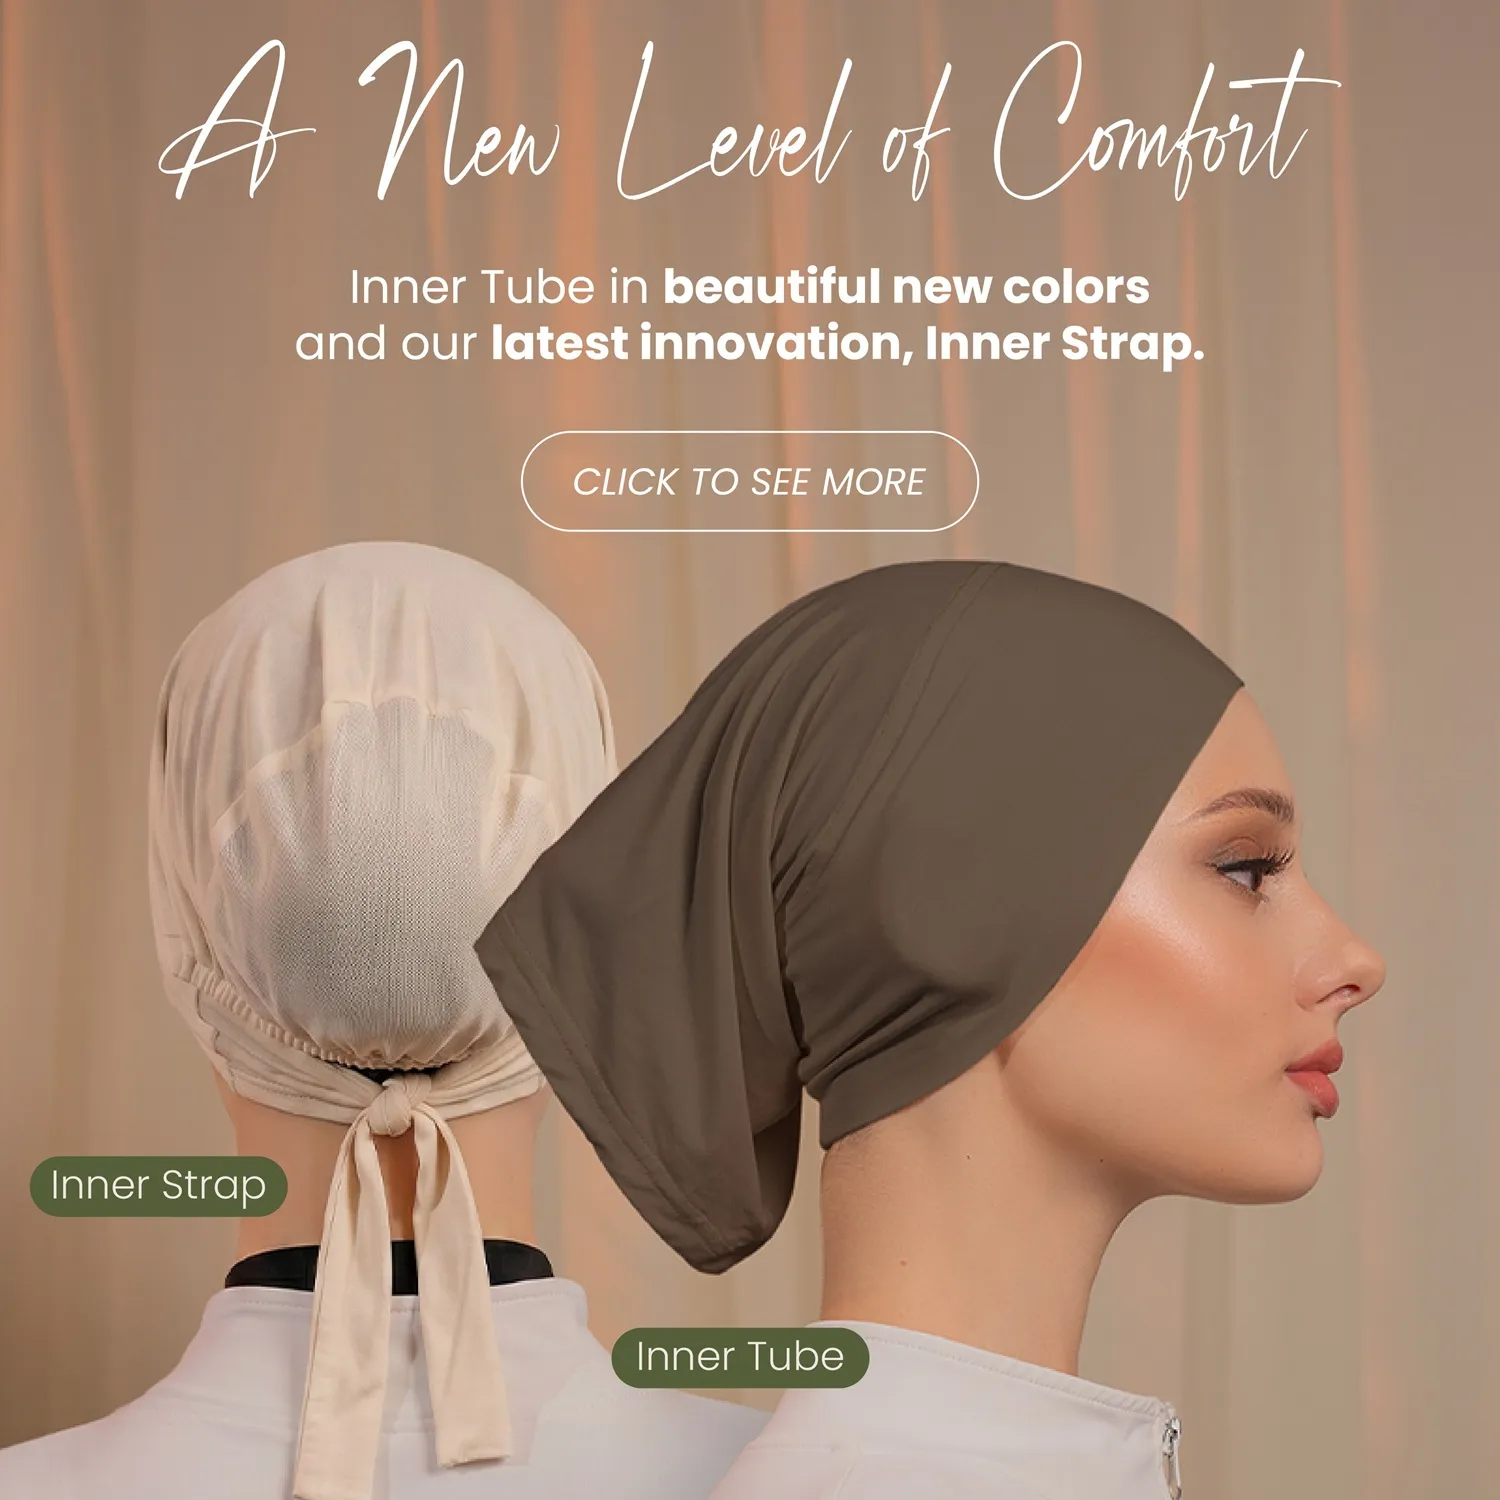 A New Level of Comfort
Inner Tube in beautiful new colors
and our latest innovation, Inner Strap.
CLICK TO SEE MORE
Inner Strap
Inner Tube